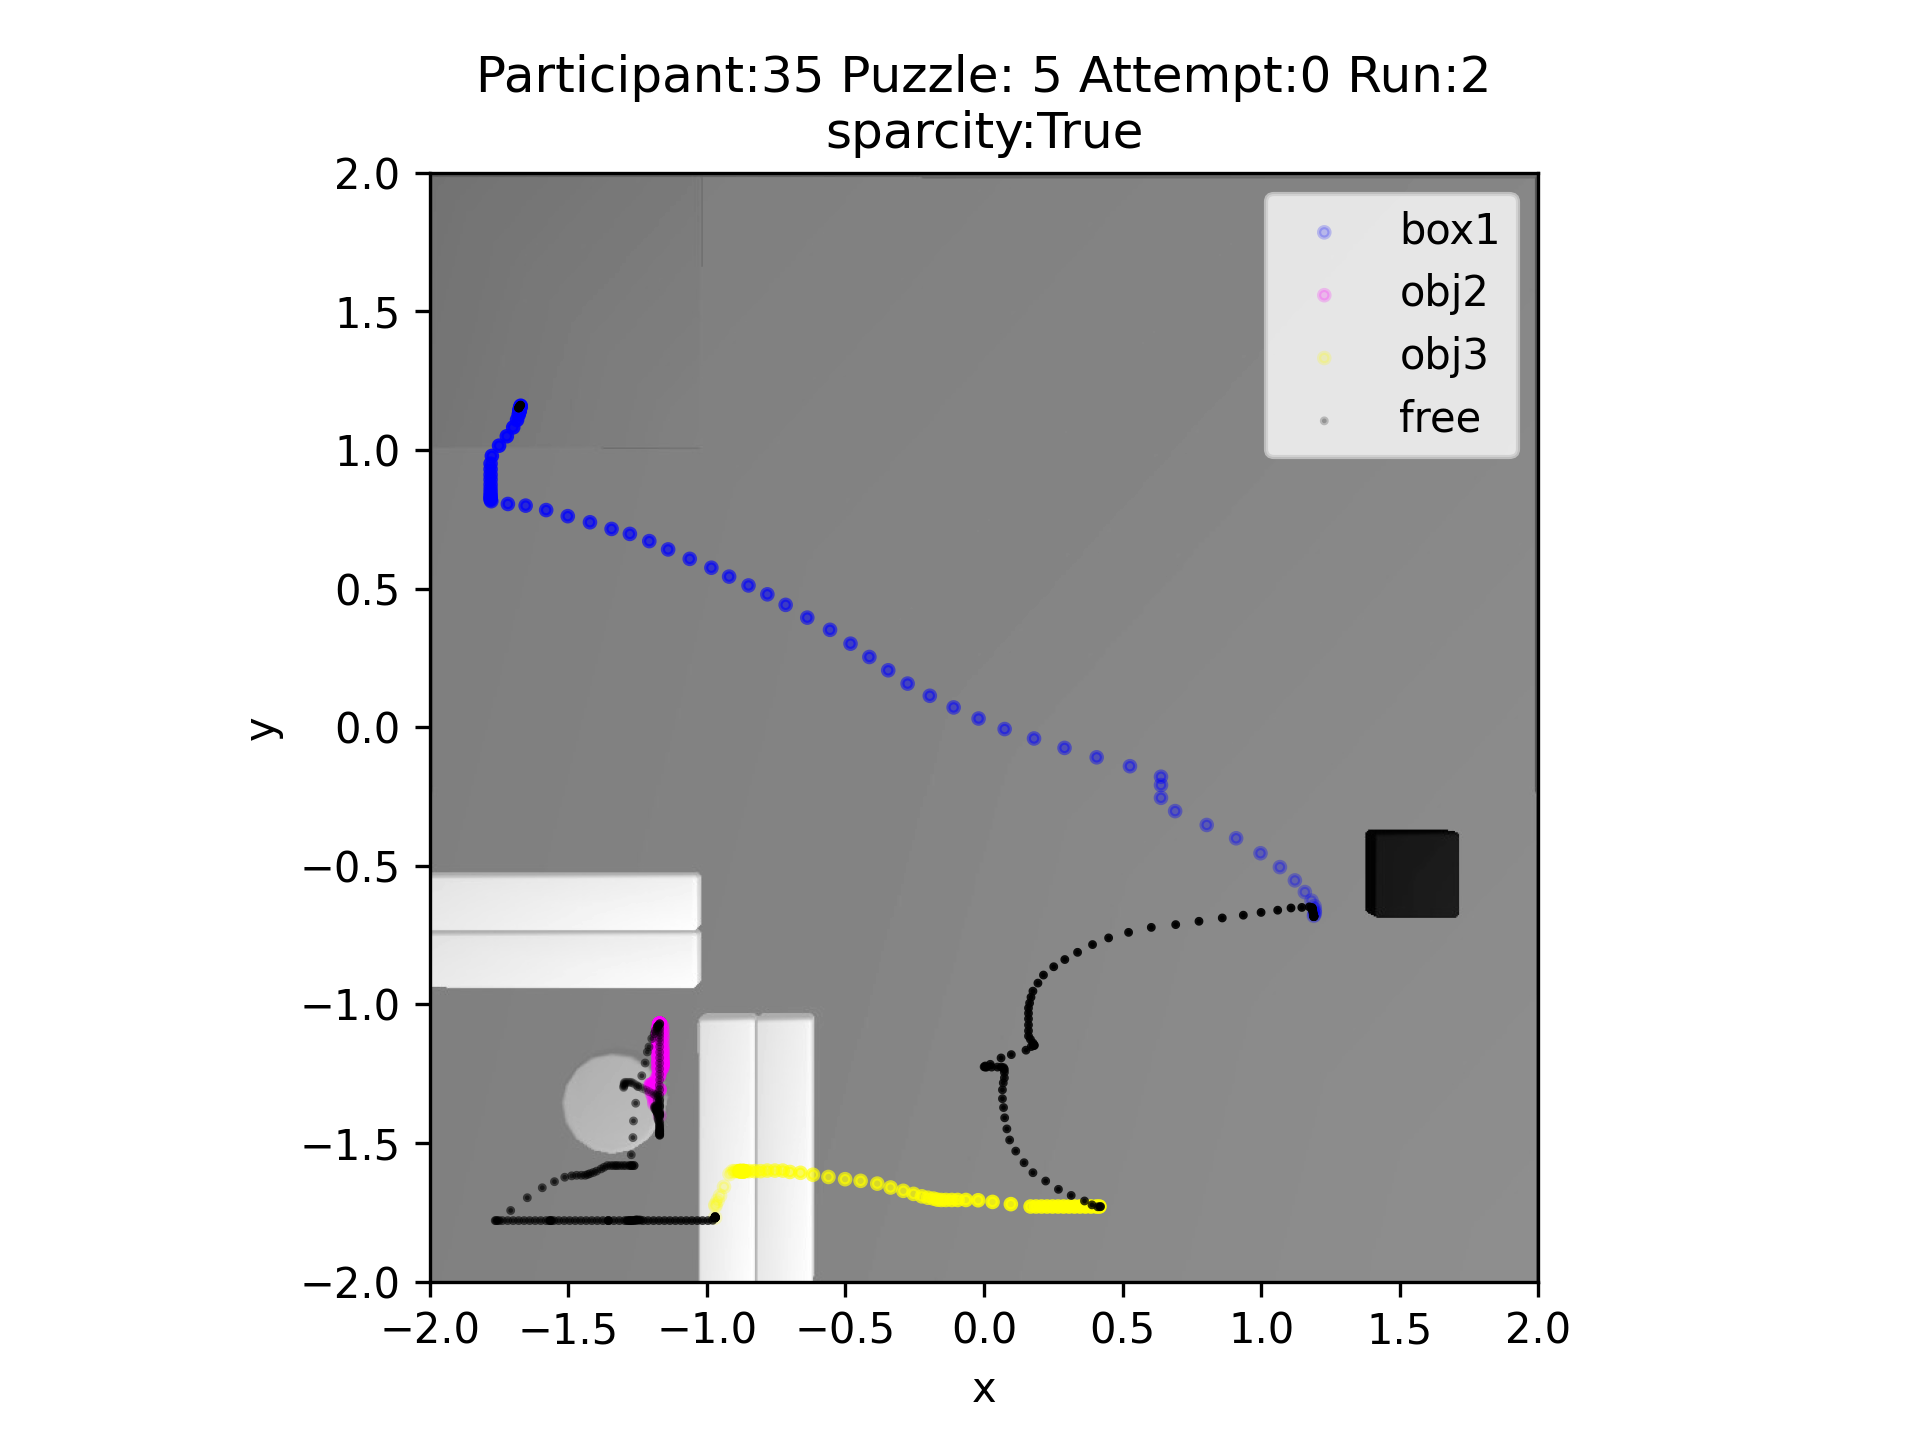 Participant:35 Puzzle: 5 Attempt:0 Run:2
sparcity:True
2.0
1.5
1.0
0.5
0.0
−0.5
−1.0
−1.5
−2.0
y
box1
obj2
obj3
free
−2.0 −1.5 −1.0 −0.5 0.0 0.5 1.0 1.5 2.0
x